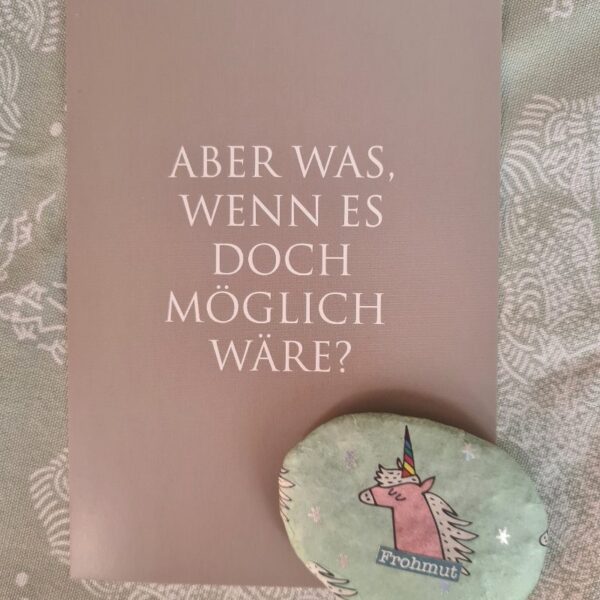 ABER WAS,
WENN ES
DOCH
MÖGLICH
WÄRE?
Frohmut